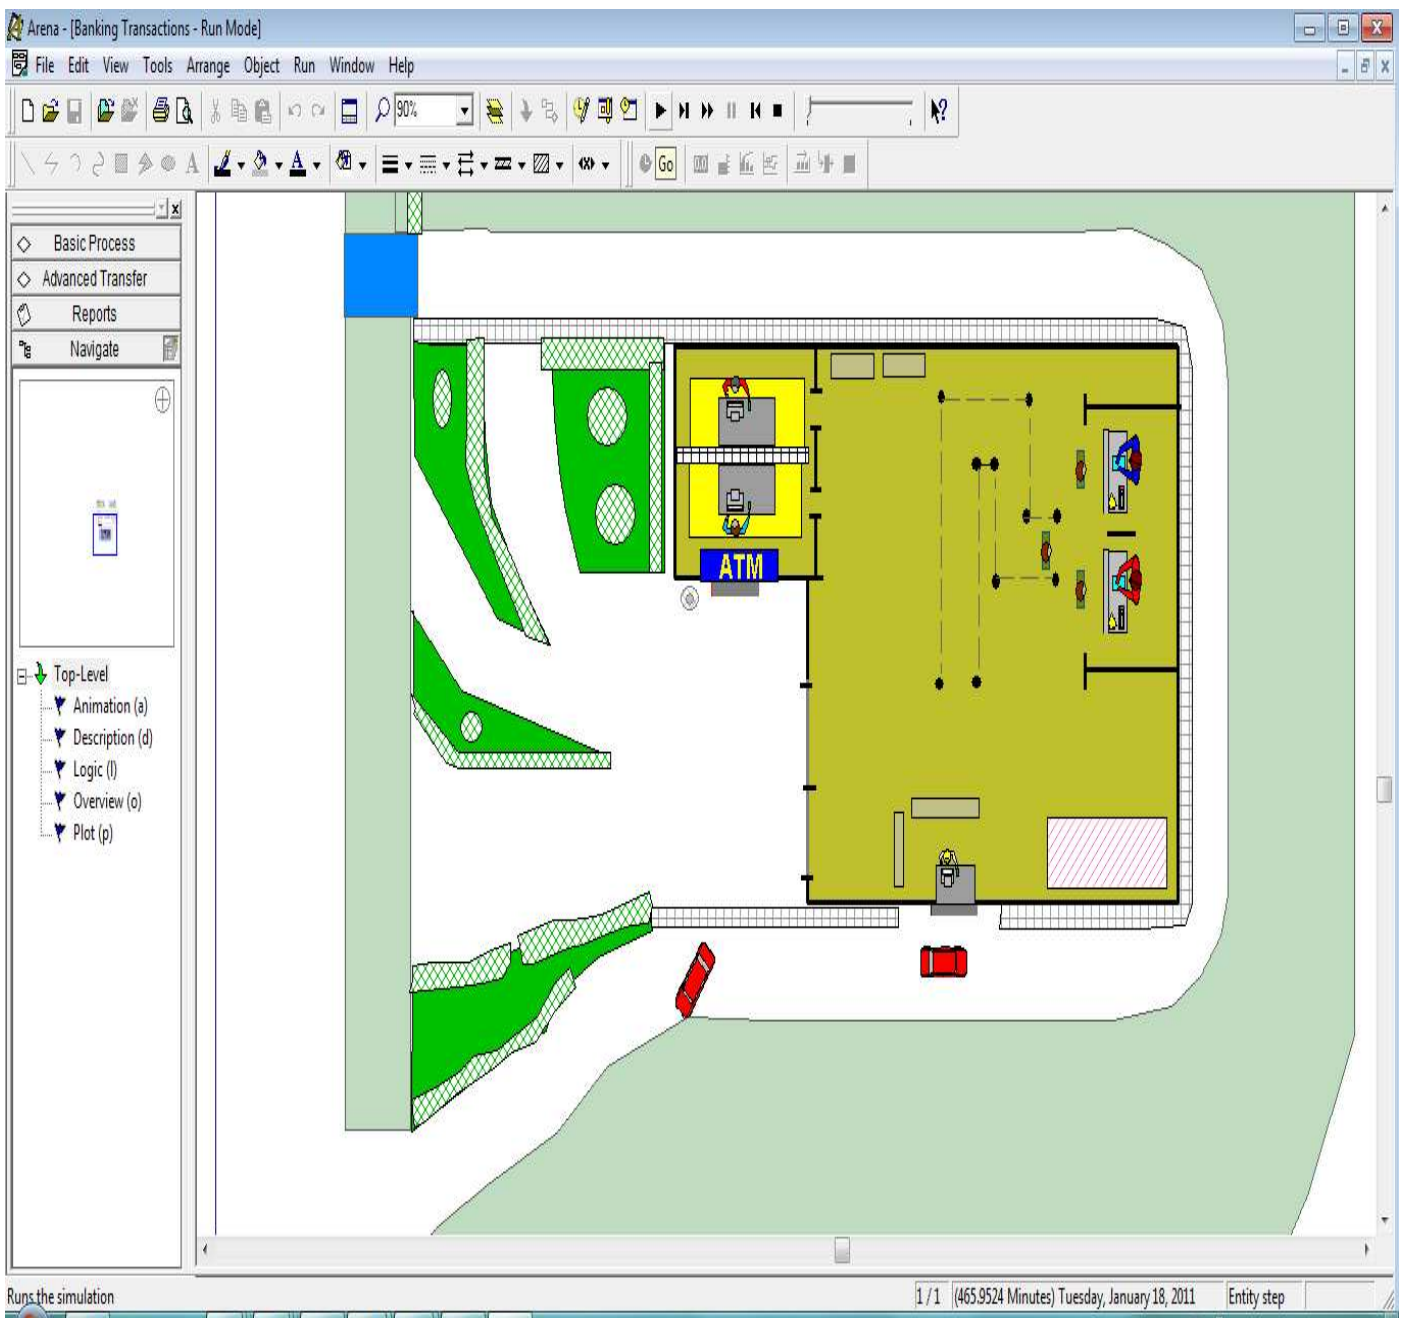 Arena - [Banking Transactions - Run Mode]
File Edit View Tools Arrange Object Run Window Help
90%
Go
Basic Process
Advanced Transfer
Reports
Navigate
Top-Level
Animation (a)
Description (d)
Logic (l)
Overview (o)
Plot (p)
ATM
Runs the simulation
1 / 1 (465.9524 Minutes) Tuesday, January 18, 2011 Entity step